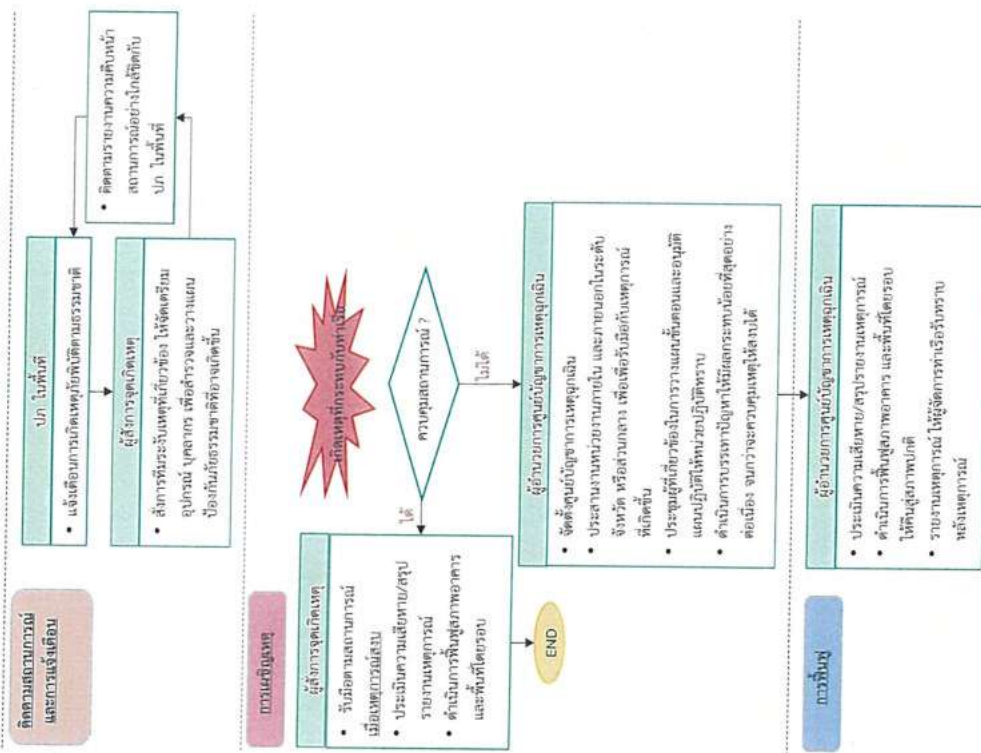 ติดตามสถานการณ์
และการแจ้งเตือน
ปภ ในพื้นที่
• แจ้งเตือนการเกิดเหตุภัยพิบัติตามธรรมชาติ
ผู้สั่งการจุดเกิดเหตุ
• สั่งการทีมระงับเหตุที่เกี่ยวข้อง ให้จัดเตรียม
อุปกรณ์ บุคลากร เพื่อสำรวจและวางแผน
ป้องกันภัยธรรมชาติที่อาจเกิดขึ้น
• ติดตามรายงานความคืบหน้า
สถานการณ์อย่างใกล้ชิดกับ
ปภ ในพื้นที่
การเผชิญเหตุ
เกิดเหตุที่กระทบกับท่าเรือ
ควบคุมสถานการณ์ ?
ได้
ไม่ได้
ผู้สั่งการจุดเกิดเหตุ
• รับมือตามสถานการณ์
เมื่อเหตุการณ์สงบ
• ประเมินความเสียหาย/สรุป
รายงานเหตุการณ์
• ดำเนินการฟื้นฟูสภาพอาคาร
และพื้นที่โดยรอบ
END
ผู้อำนวยการศูนย์บัญชาการเหตุฉุกเฉิน
• จัดตั้งศูนย์บัญชาการเหตุฉุกเฉิน
• ประสานงานหน่วยงานภายใน และภายนอกในระดับ
จังหวัด หรือส่วนกลาง เพื่อเพื่อรับมือกับเหตุการณ์
ที่เกิดขึ้น
• ประชุมผู้ที่เกี่ยวข้องในการวางแผนขั้นตอนและอนุมัติ
แผนปฏิบัติให้หน่วยปฏิบัติทราบ
• ดำเนินการบรรเทาปัญหาให้มีผลกระทบน้อยที่สุดอย่าง
ต่อเนื่อง จนกว่าจะควบคุมเหตุให้สงบได้
การฟื้นฟู
ผู้อำนวยการศูนย์บัญชาการเหตุฉุกเฉิน
• ประเมินความเสียหาย/สรุปรายงานเหตุการณ์
• ดำเนินการฟื้นฟูสภาพอาคาร และพื้นที่โดยรอบ
ให้คืนสู่สภาพปกติ
• รายงานเหตุการณ์ ให้ผู้จัดการท่าเรือรับทราบ
หลังเหตุการณ์